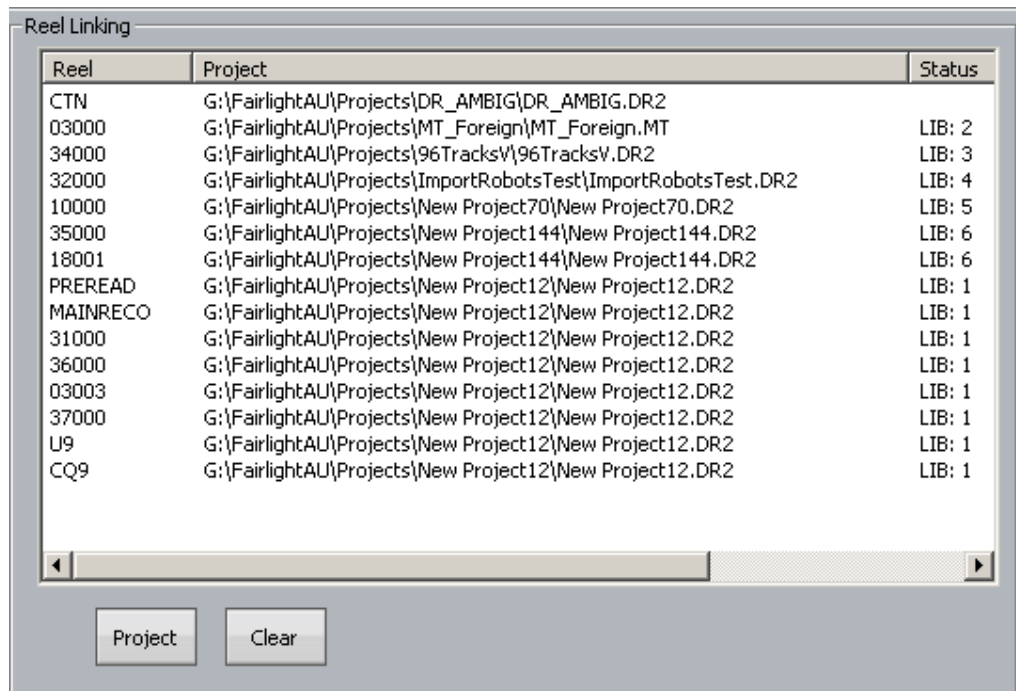 Reel Linking
Reel Project Status
CTN G:\FairlightAU\Projects\DR_AMBIG\DR_AMBIG.DR2
03000 G:\FairlightAU\Projects\MT_Foreign\MT_Foreign.MT LIB: 2
34000 G:\FairlightAU\Projects\96TracksV\96TracksV.DR2 LIB: 3
32000 G:\FairlightAU\Projects\ImportRobotsTest\ImportRobotsTest.DR2 LIB: 4
10000 G:\FairlightAU\Projects\New Project70\New Project70.DR2 LIB: 5
35000 G:\FairlightAU\Projects\New Project144\New Project144.DR2 LIB: 6
18001 G:\FairlightAU\Projects\New Project144\New Project144.DR2 LIB: 6
PREREAD G:\FairlightAU\Projects\New Project12\New Project12.DR2 LIB: 1
MAINRECO G:\FairlightAU\Projects\New Project12\New Project12.DR2 LIB: 1
31000 G:\FairlightAU\Projects\New Project12\New Project12.DR2 LIB: 1
36000 G:\FairlightAU\Projects\New Project12\New Project12.DR2 LIB: 1
03003 G:\FairlightAU\Projects\New Project12\New Project12.DR2 LIB: 1
37000 G:\FairlightAU\Projects\New Project12\New Project12.DR2 LIB: 1
U9 G:\FairlightAU\Projects\New Project12\New Project12.DR2 LIB: 1
CQ9 G:\FairlightAU\Projects\New Project12\New Project12.DR2 LIB: 1
Project Clear